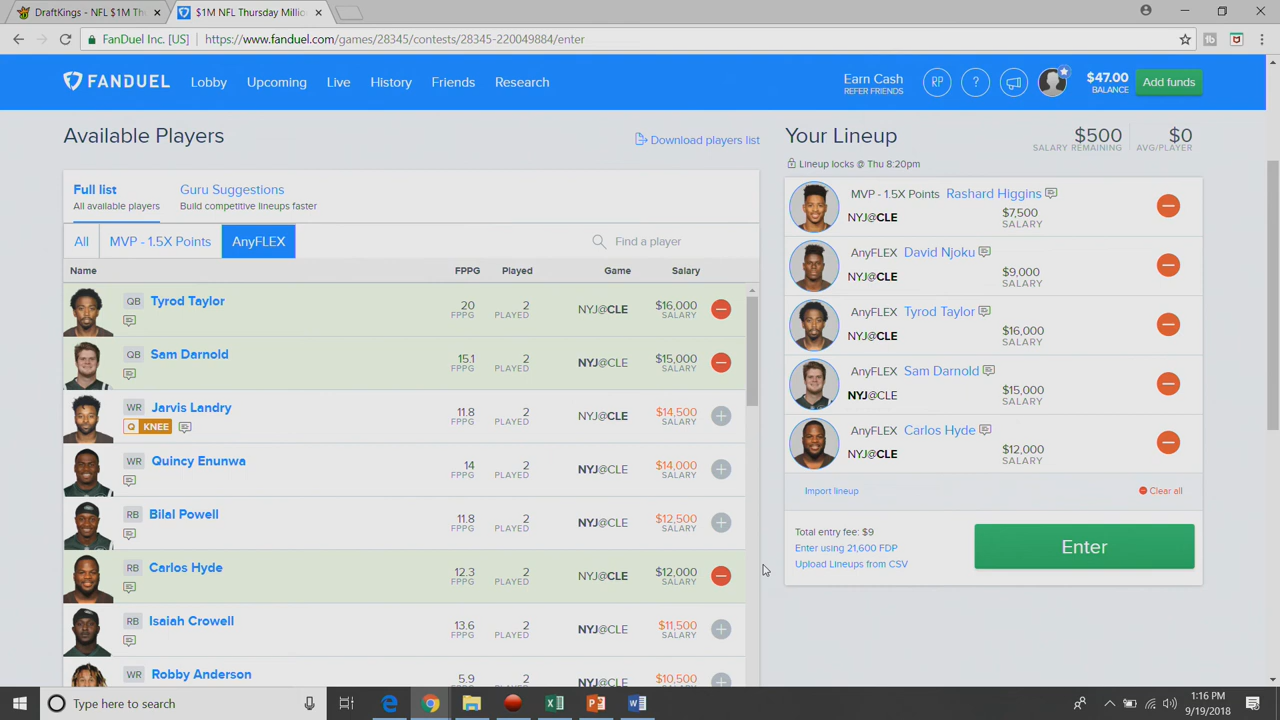 DraftKings - NFL $1M Th
$1M NFL Thursday Millio
FanDuel Inc. [US]
https://www.fanduel.com/games/28345/contests/28345-220049884/enter
FANDUEL
Lobby
Upcoming
Live
History
Friends
Research
Earn Cash
REFER FRIENDS
RP
?
$47.00
BALANCE
Add funds
Available Players
Download players list
Full list
All available players
Guru Suggestions
Build competitive lineups faster
All
MVP - 1.5X Points
AnyFLEX
Find a player
Name FPPG Played Game Salary
QB Tyrod Taylor
20 FPPG
2 PLAYED
NYJ@CLE
$16,000 SALARY
QB Sam Darnold
15.1 FPPG
2 PLAYED
NYJ@CLE
$15,000 SALARY
WR Jarvis Landry
Q KNEE
11.8 FPPG
2 PLAYED
NYJ@CLE
$14,500 SALARY
WR Quincy Enunwa
14 FPPG
2 PLAYED
NYJ@CLE
$14,000 SALARY
RB Bilal Powell
11.8 FPPG
2 PLAYED
NYJ@CLE
$12,500 SALARY
RB Carlos Hyde
12.3 FPPG
2 PLAYED
NYJ@CLE
$12,000 SALARY
RB Isaiah Crowell
13.6 FPPG
2 PLAYED
NYJ@CLE
$11,500 SALARY
WR Robby Anderson
5.9 FPPG
2 PLAYED
NYJ@CLE
$10,500 SALARY
Your Lineup
$500
SALARY REMAINING
$0
AVG/PLAYER
Lineup locks @ Thu 8:20pm
MVP - 1.5X Points Rashard Higgins
NYJ@CLE
$7,500
SALARY
AnyFLEX David Njoku
NYJ@CLE
$9,000
SALARY
AnyFLEX Tyrod Taylor
NYJ@CLE
$16,000
SALARY
AnyFLEX Sam Darnold
NYJ@CLE
$15,000
SALARY
AnyFLEX Carlos Hyde
NYJ@CLE
$12,000
SALARY
Import lineup
Clear all
Total entry fee: $9
Enter using 21,600 FDP
Upload Lineups from CSV
Enter
Type here to search
1:16 PM
9/19/2018